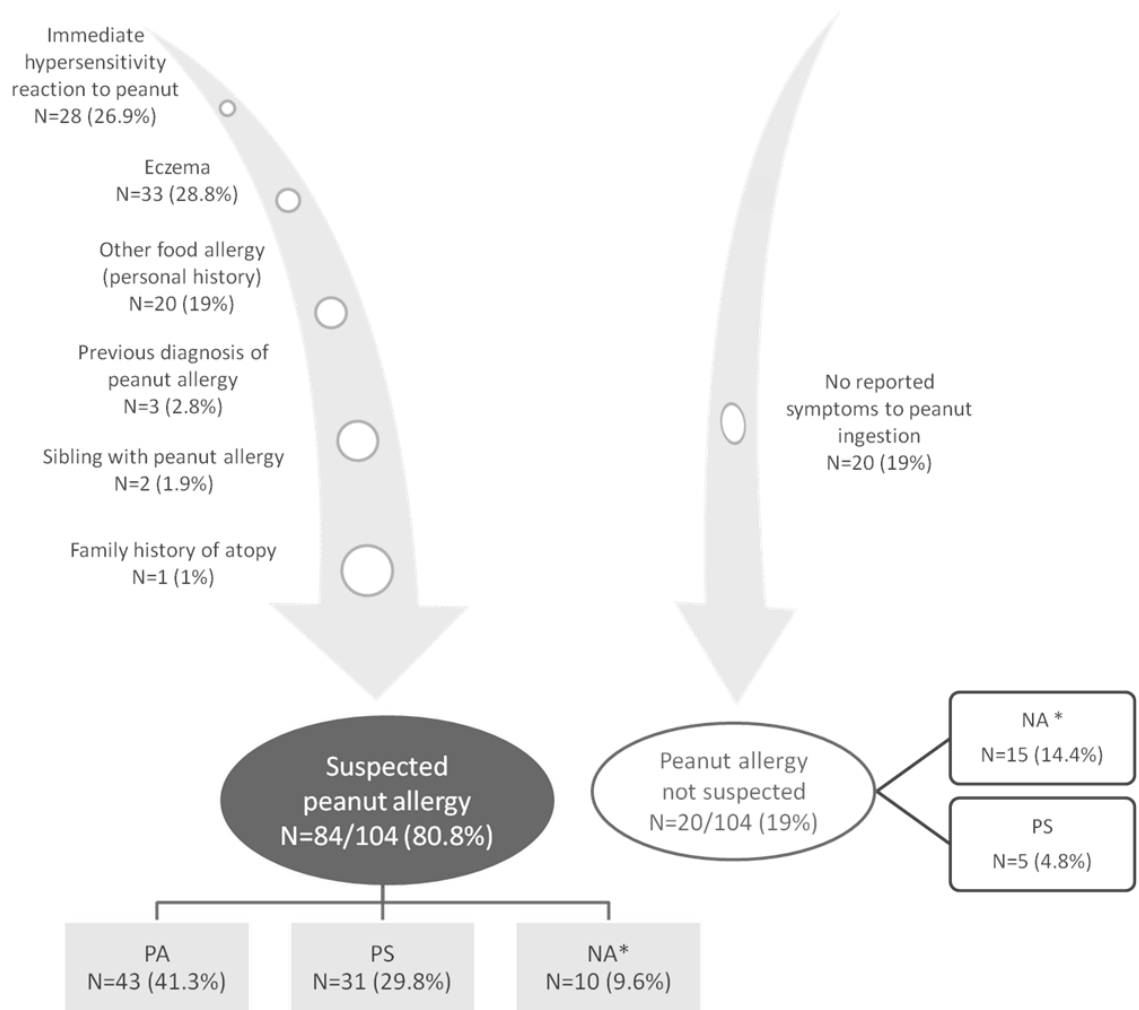 Immediate
hypersensitivity
reaction to peanut
N=28 (26.9%)
Eczema
N=33 (28.8%)
Other food allergy
(personal history)
N=20 (19%)
Previous diagnosis of
peanut allergy
N=3 (2.8%)
Sibling with peanut allergy
N=2 (1.9%)
Family history of atopy
N=1 (1%)
No reported
symptoms to peanut
ingestion
N=20 (19%)
Suspected
peanut allergy
N=84/104 (80.8%)
Peanut allergy
not suspected
N=20/104 (19%)
NA *
N=15 (14.4%)
PS
N=5 (4.8%)
PA
N=43 (41.3%)
PS
N=31 (29.8%)
NA*
N=10 (9.6%)